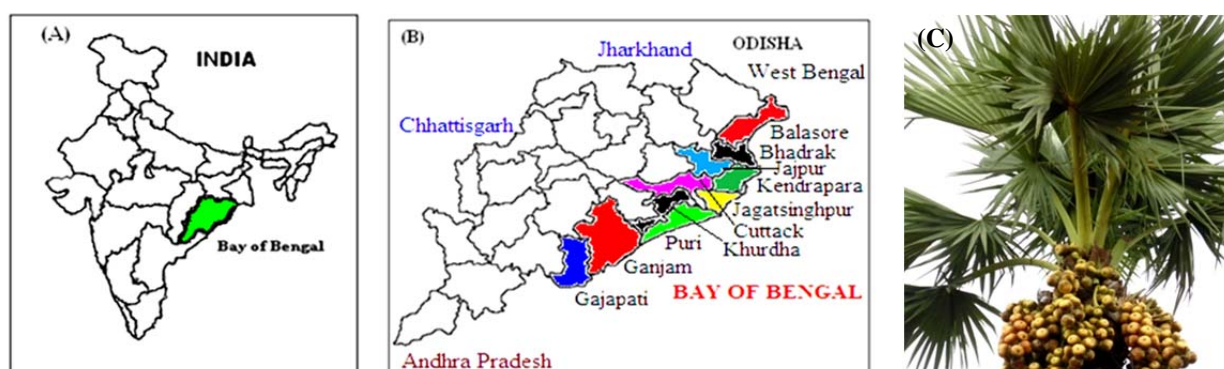 (A)
INDIA
Bay of Bengal
(B)
ODISHA
Jharkhand
West Bengal
Chhattisgarh
Balasore
Bhadrak
Jajpur
Kendrapara
Jagatsinghpur
Cuttack
Khurdha
Puri
Ganjam
Gajapati
BAY OF BENGAL
Andhra Pradesh
(C)